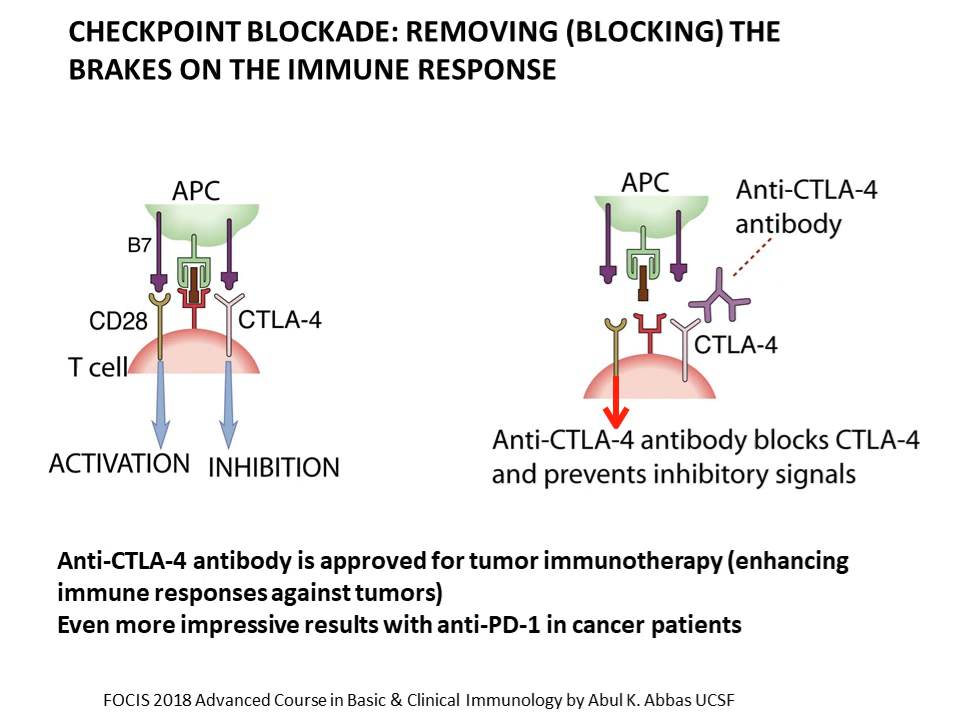 CHECKPOINT BLOCKADE: REMOVING (BLOCKING) THE
BRAKES ON THE IMMUNE RESPONSE
APC
B7
CD28
CTLA-4
T cell
ACTIVATION
INHIBITION
APC
Anti-CTLA-4
antibody
CTLA-4
Anti-CTLA-4 antibody blocks CTLA-4
and prevents inhibitory signals
Anti-CTLA-4 antibody is approved for tumor immunotherapy (enhancing
immune responses against tumors)
Even more impressive results with anti-PD-1 in cancer patients
FOCIS 2018 Advanced Course in Basic & Clinical Immunology by Abul K. Abbas UCSF